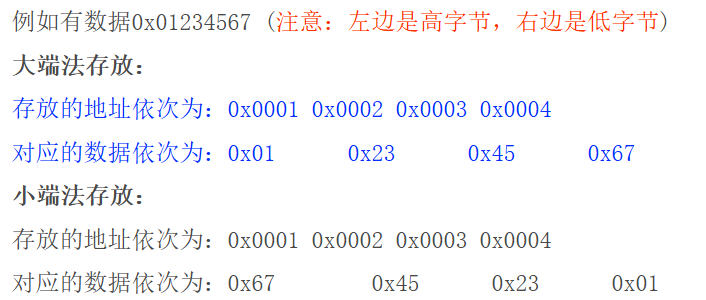 例如有数据0x01234567 (注意：左边是高字节，右边是低字节)
大端法存放：
存放的地址依次为：0x0001 0x0002 0x0003 0x0004
对应的数据依次为：0x01 0x23 0x45 0x67
小端法存放：
存放的地址依次为：0x0001 0x0002 0x0003 0x0004
对应的数据依次为：0x67 0x45 0x23 0x01